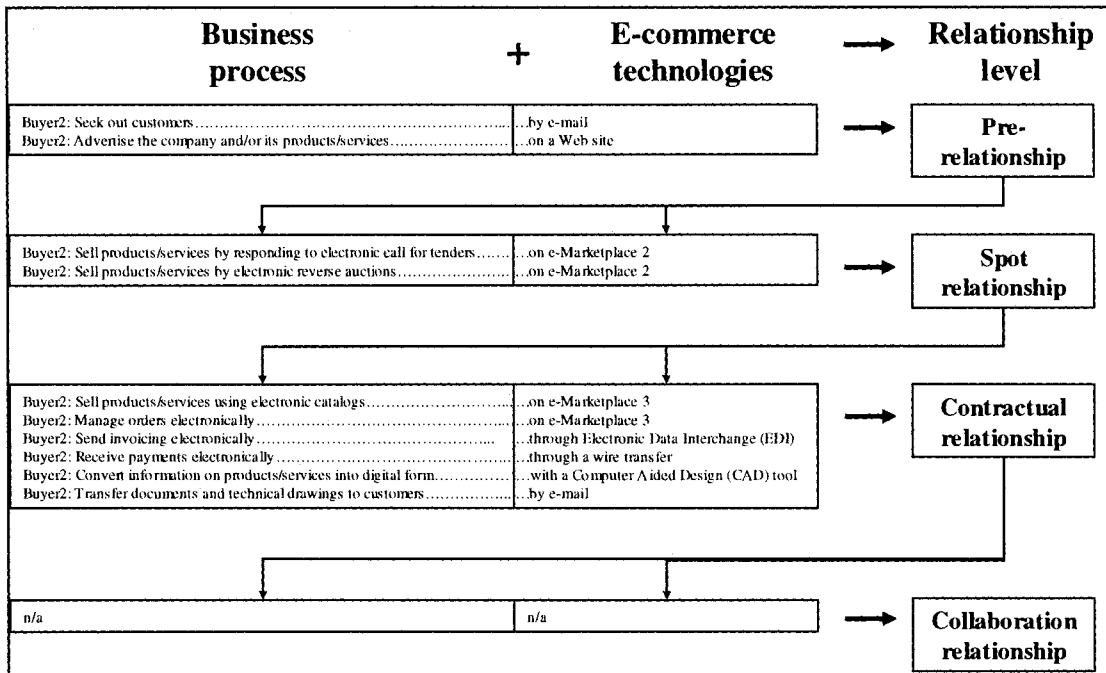 Business process + E-commerce technologies Relationship level
Buyer2: Seek out customers.....by e-mail
Buyer2: Advertise the company and/or its products/services.....on a Web site
Pre-relationship
Buyer2: Sell products/services by responding to electronic call for tenders.....on e-Marketplace 2
Buyer2: Sell products/services by electronic reverse auctions.....on e-Marketplace 2
Spot relationship
Buyer2: Sell products/services using electronic catalogs.....on e-Marketplace 3
Buyer2: Manage orders electronically.....on e-Marketplace 3
Buyer2: Send invoicing electronically.....through Electronic Data Interchange (EDI)
Buyer2: Receive payments electronically.....through a wire transfer
Buyer2: Convert information on products/services into digital form.....with a Computer Aided Design (CAD) tool
Buyer2: Transfer documents and technical drawings to customers.....by e-mail
Contractual relationship
n/a n/a
Collaboration relationship